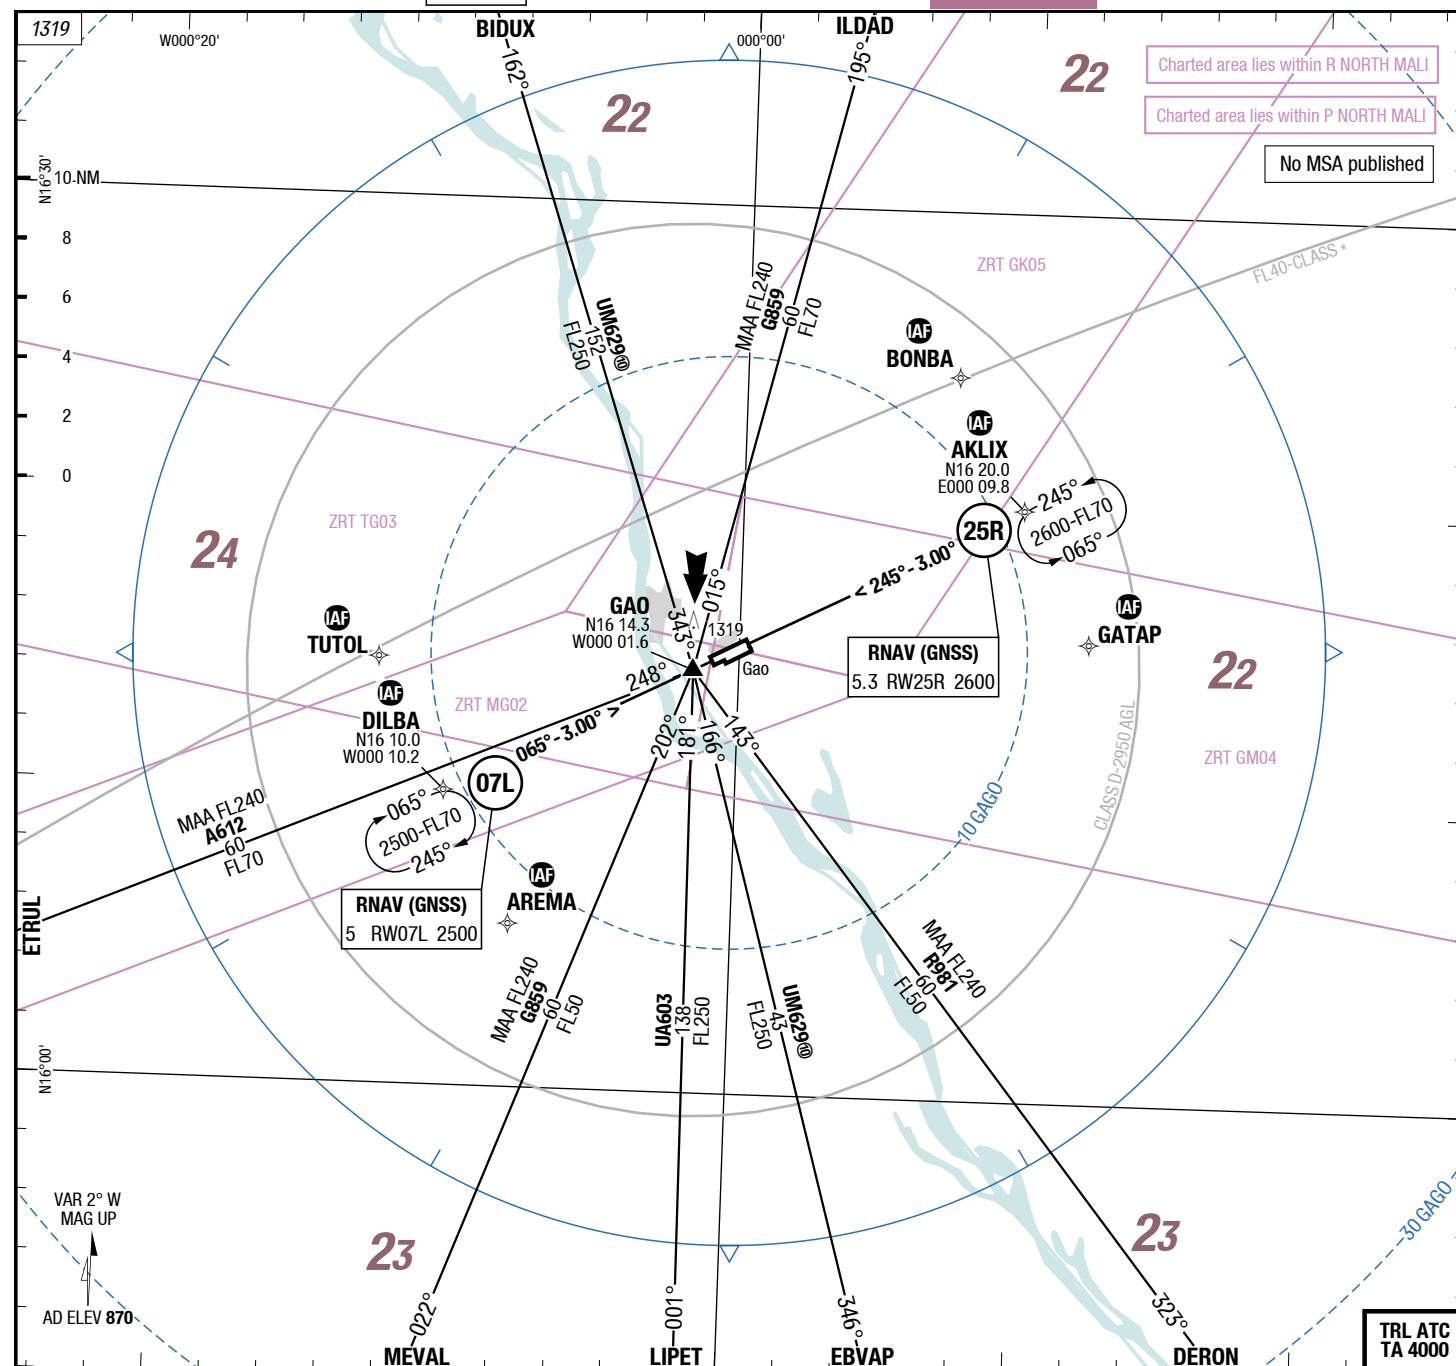 1319
W000°20'
BIDUX
162°
000°00'
ILDAD
195°
22
22
Charted area lies within R NORTH MALI
Charted area lies within P NORTH MALI
No MSA published
N16°30'
10 NM
8
6
4
2
0
FL40-CLASS *
ZRT GK05
UM629⑩
152
FL250
MAA FL240
G859
60
FL70
IAF
BONBA
IAF
AKLIX
N16 20.0
E000 09.8
245°
2600-FL70
065°
25R
ZRT TG03
24
< 245°- 3.00°
GAO
N16 14.3
W000 01.6
343°
015°
1319
Gao
IAF
TUTOL
IAF
GATAP
RNAV (GNSS)
5.3 RW25R 2600
22
248°
IAF
DILBA
N16 10.0
W000 10.2
ZRT MG02
065°- 3.00° >
202°
181°
166°
143°
ZRT GM04
CLASS D-2950 AGL
07L
065°
2500-FL70
245°
MAA FL240
A612
60
FL70
10 GAGO
IAF
AREMA
RNAV (GNSS)
5 RW07L 2500
ETRUL
MAA FL240
G859
60
FL50
UA603
138
FL250
UM629⑩
43
FL250
MAA FL240
R981
60
FL50
N16°00'
VAR 2° W
MAG UP
AD ELEV 870
23
23
30 GAGO
022°
001°
346°
323°
MEVAL
LIPET
EBVAP
DERON
TRL ATC
TA 4000